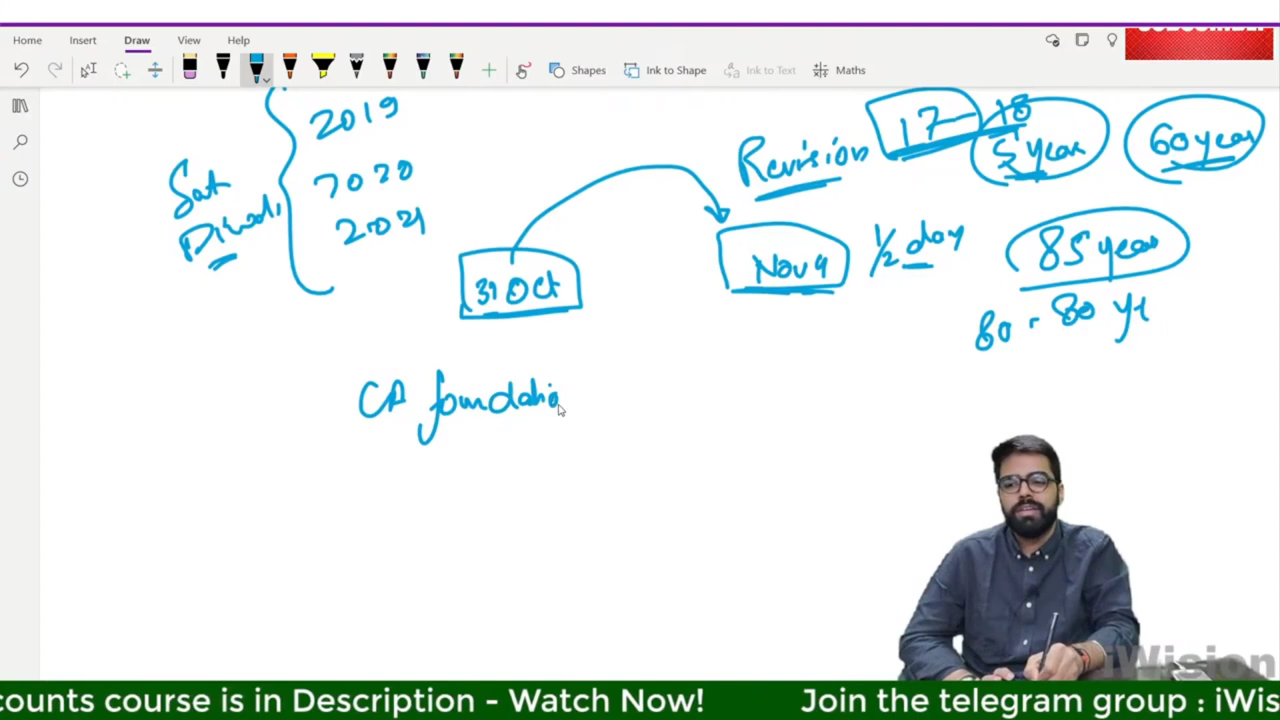 Home Insert Draw View Help
Shapes Ink to Shape Ink to Text Maths
2019
2020
2021
Diwali
31 Oct
Revision
17 - 18
5 year
60 year
Nov 4
1/2 day
85 year
80 - 80 yr
CA foundatio
iWision
counts course is in Description - Watch Now! Join the telegram group : iWis